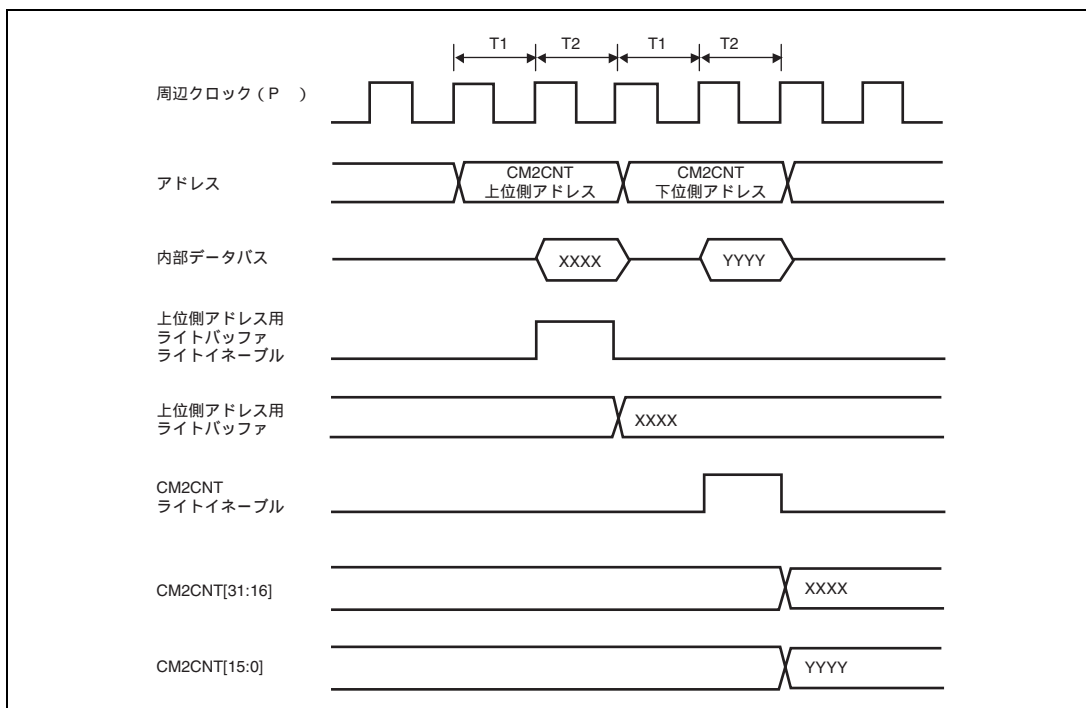 T1 T2 T1 T2
周辺クロック（P　）
アドレス
CM2CNT
上位側アドレス
CM2CNT
下位側アドレス
内部データバス
XXXX
YYYY
上位側アドレス用
ライトバッファ
ライトイネーブル
上位側アドレス用
ライトバッファ
XXXX
CM2CNT
ライトイネーブル
CM2CNT[31:16]
XXXX
CM2CNT[15:0]
YYYY